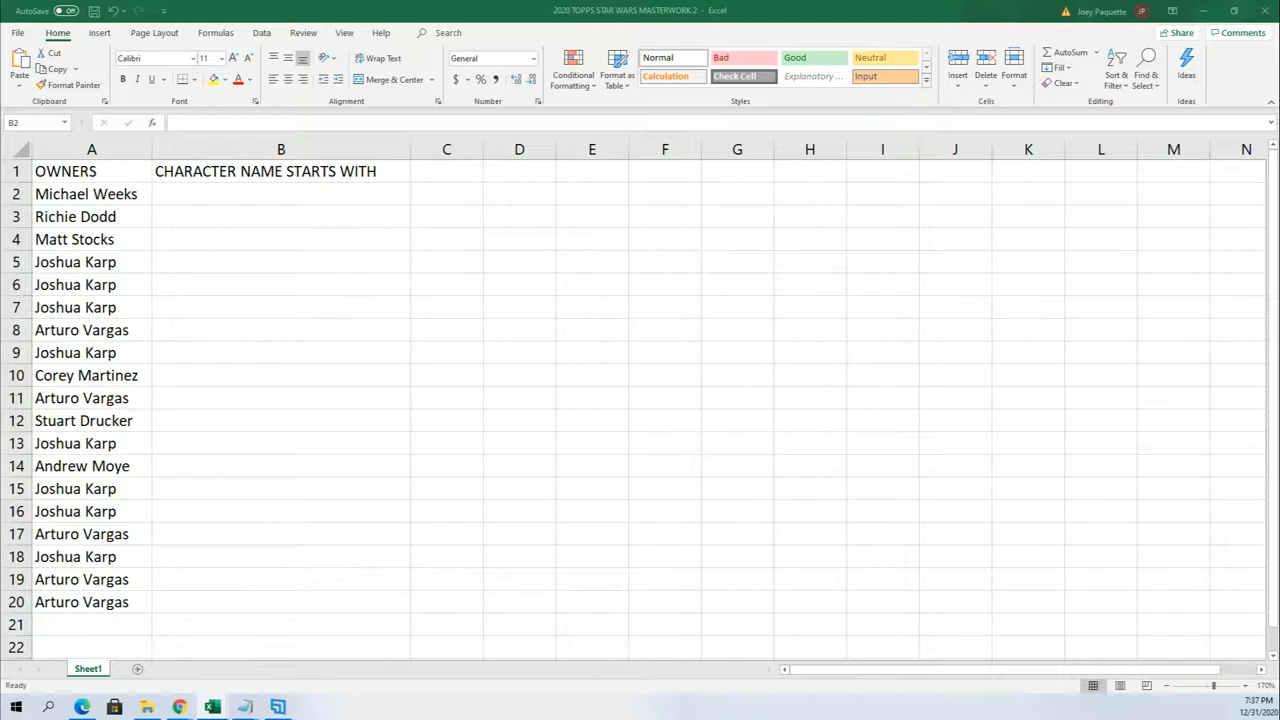 AutoSave Off
2020 TOPPS STAR WARS MASTERWORK 2 - Excel
Joey Paquette JP
File Home Insert Page Layout Formulas Data Review View Help Search
Share Comments
Paste
Cut
Copy
Format Painter
Clipboard
Calibri 11
B I U
A A
Font
Wrap Text
Merge & Center
Alignment
General
$ % ,
Number
Conditional Formatting
Format as Table
Normal Bad Good Neutral
Calculation Check Cell Explanatory ... Input
Styles
Insert Delete Format
Cells
AutoSum
Fill
Clear
Sort & Filter
Find & Select
Editing
Ideas
Ideas
B2
fx
A B C D E F G H I J K L M N
1 OWNERS CHARACTER NAME STARTS WITH
2 Michael Weeks
3 Richie Dodd
4 Matt Stocks
5 Joshua Karp
6 Joshua Karp
7 Joshua Karp
8 Arturo Vargas
9 Joshua Karp
10 Corey Martinez
11 Arturo Vargas
12 Stuart Drucker
13 Joshua Karp
14 Andrew Moye
15 Joshua Karp
16 Joshua Karp
17 Arturo Vargas
18 Joshua Karp
19 Arturo Vargas
20 Arturo Vargas
21
22
Sheet1
Ready
170%
7:37 PM
12/31/2020